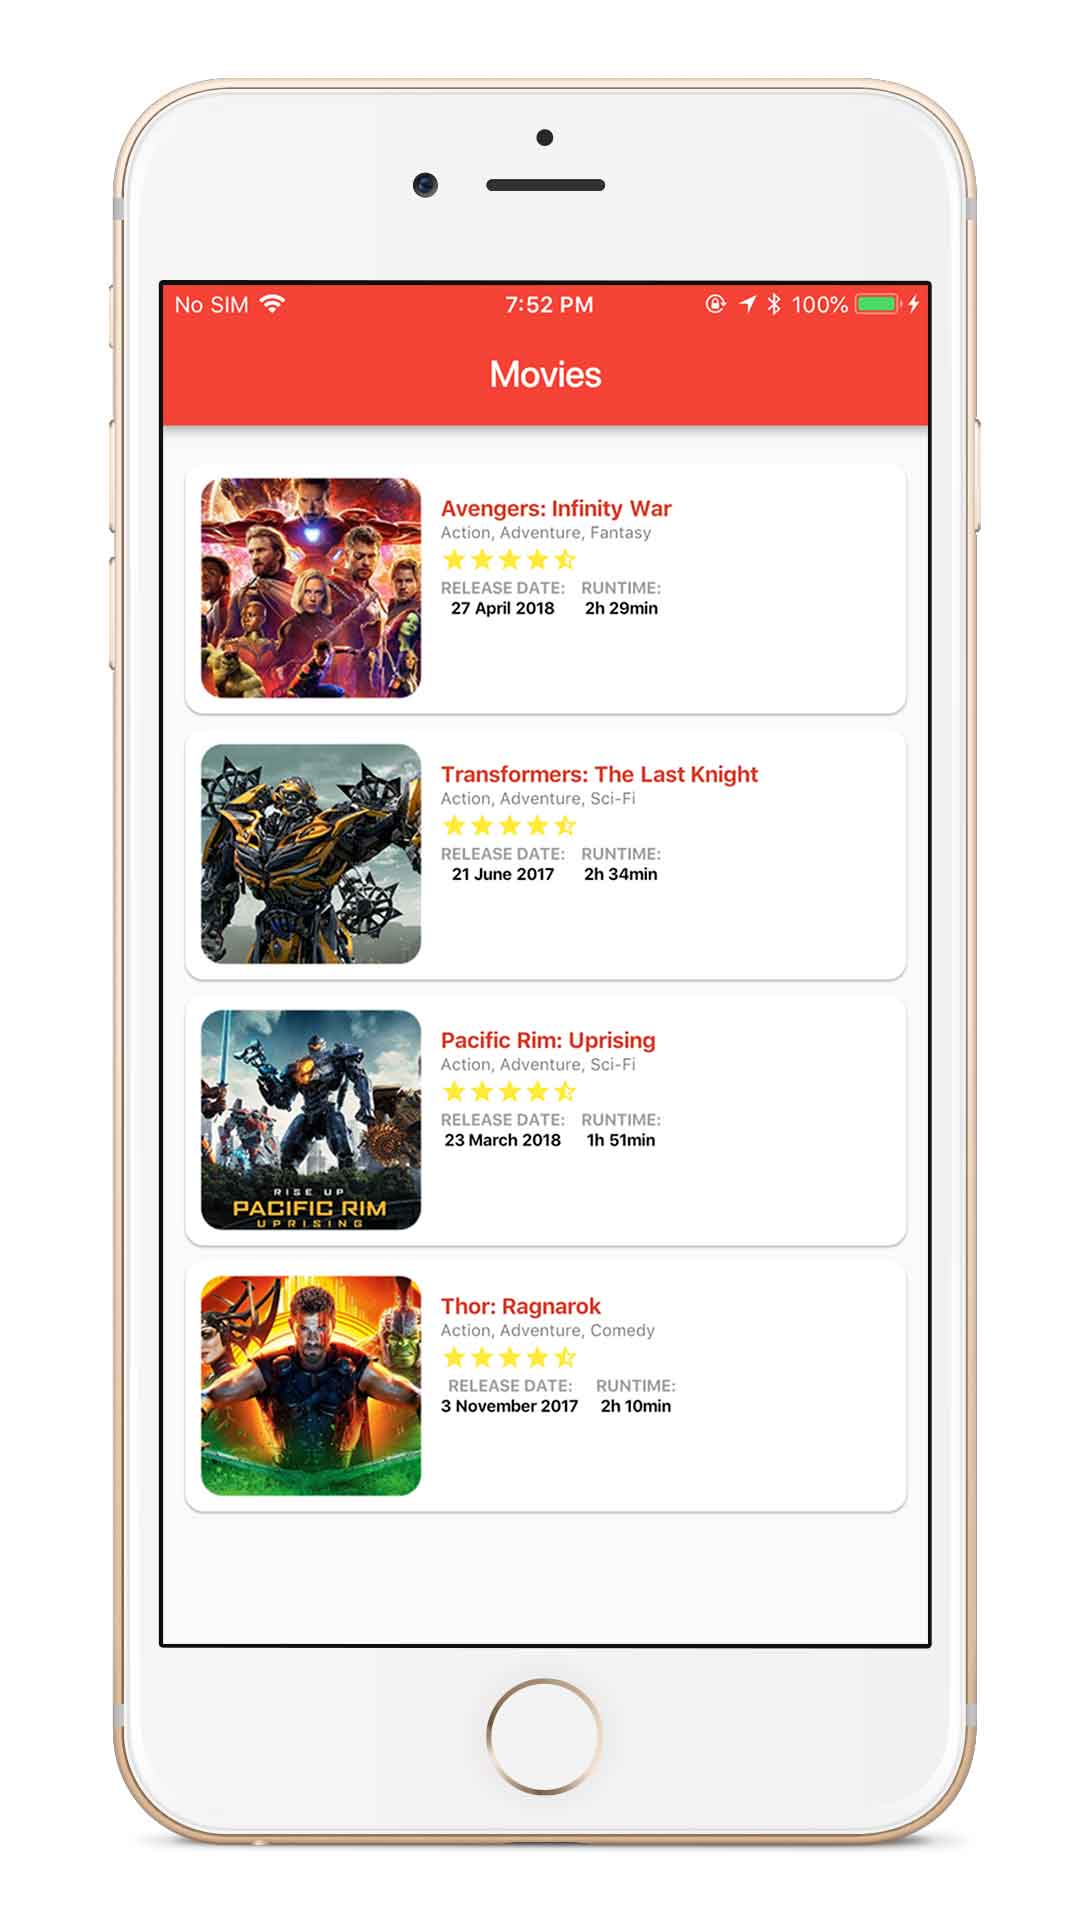 No SIM 7:52 PM 100%
Movies
Avengers: Infinity War
Action, Adventure, Fantasy
RELEASE DATE: RUNTIME:
27 April 2018 2h 29min
Transformers: The Last Knight
Action, Adventure, Sci-Fi
RELEASE DATE: RUNTIME:
21 June 2017 2h 34min
Pacific Rim: Uprising
Action, Adventure, Sci-Fi
RELEASE DATE: RUNTIME:
23 March 2018 1h 51min
RISE UP
PACIFIC RIM
UPRISING
Thor: Ragnarok
Action, Adventure, Comedy
RELEASE DATE: RUNTIME:
3 November 2017 2h 10min